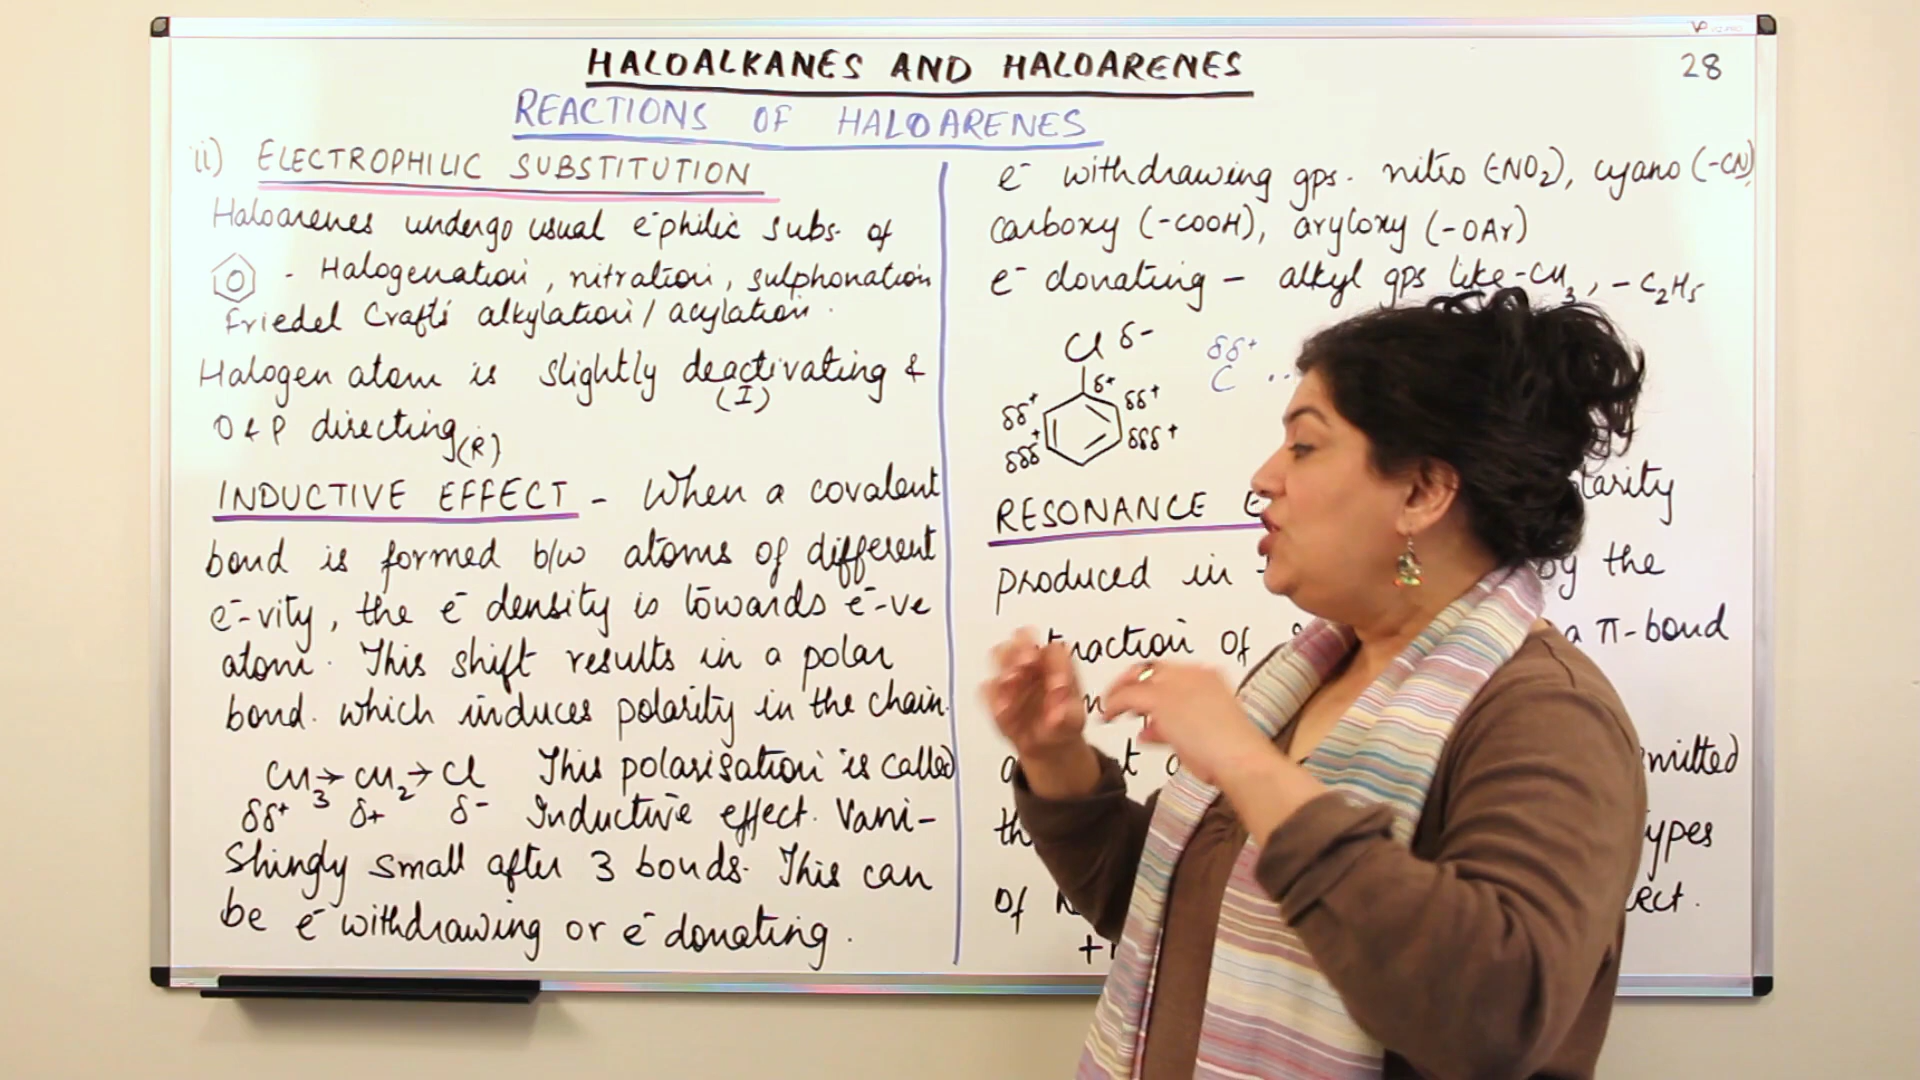 HALOALKANES AND HALOARENES
28
REACTIONS OF HALOARENES
ii) ELECTROPHILIC SUBSTITUTION
Haloarenes undergo usual e⁻philic subs. of
- Halogenation, nitration, sulphonation
Friedel Crafts alkylation / acylation.
Halogen atom is slightly deactivating &
(I)
O & P directing (R)
INDUCTIVE EFFECT - When a covalent
bond is formed b/w atoms of different
e⁻-vity, the e⁻ density is towards e⁻-ve
atom. This shift results in a polar
bond. which induces polarity in the chain.
CH₃→CH₂→Cl This polarisation is called
δδ⁺ δ+ δ⁻ Inductive effect. Vani-
shingly small after 3 bonds. This can
be e⁻ withdrawing or e⁻ donating.
e⁻ withdrawing gps. nitro (-NO₂), cyano (-CN),
carboxy (-COOH), aryloxy (-OAr)
e⁻ donating - alkyl gps like -CH₃, -C₂H₅
Cl δ⁻ δδ⁺
C ...
δ⁺
δδ⁺ δδ⁺
δδδ⁺ δδδ⁺
RESONANCE
produced in by the
of a π-bond
mitted
types
of